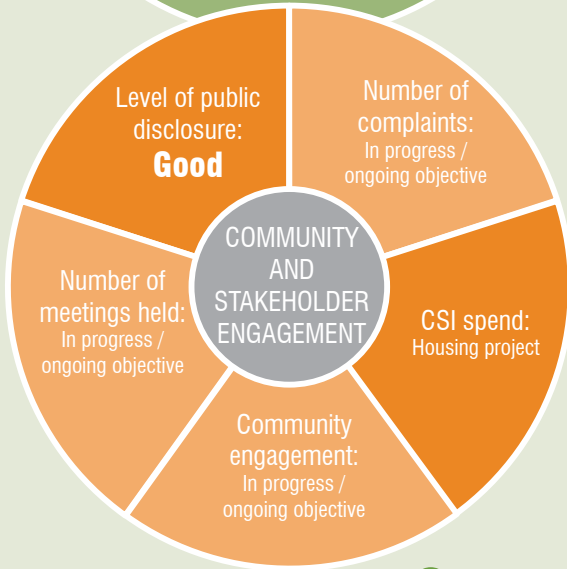 Level of public
disclosure:
Good
Number of
complaints:
In progress /
ongoing objective
COMMUNITY
AND
STAKEHOLDER
ENGAGEMENT
Number of
meetings held:
In progress /
ongoing objective
CSI spend:
Housing project
Community
engagement:
In progress /
ongoing objective